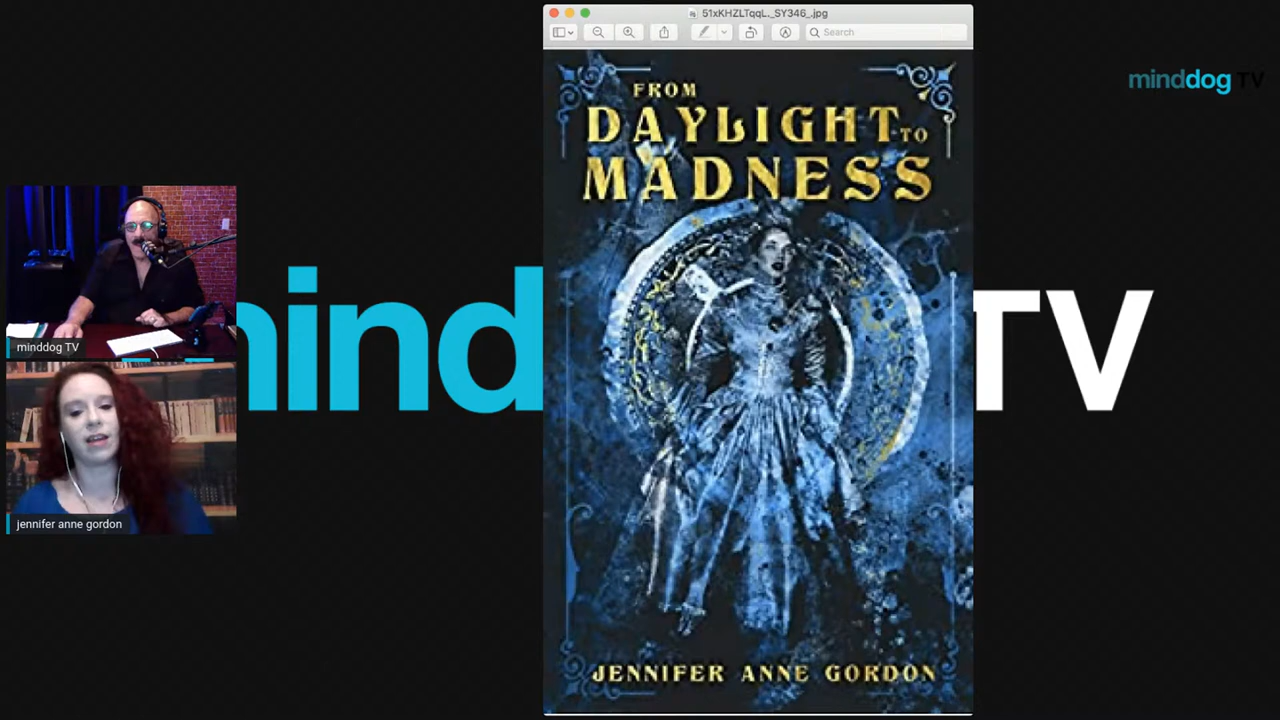 51xKHZLTqqL._SY346_.jpg
Search
minddog TV
FROM
DAYLIGHT TO
MADNESS
JENNIFER ANNE GORDON
mind TV
minddog TV
jennifer anne gordon